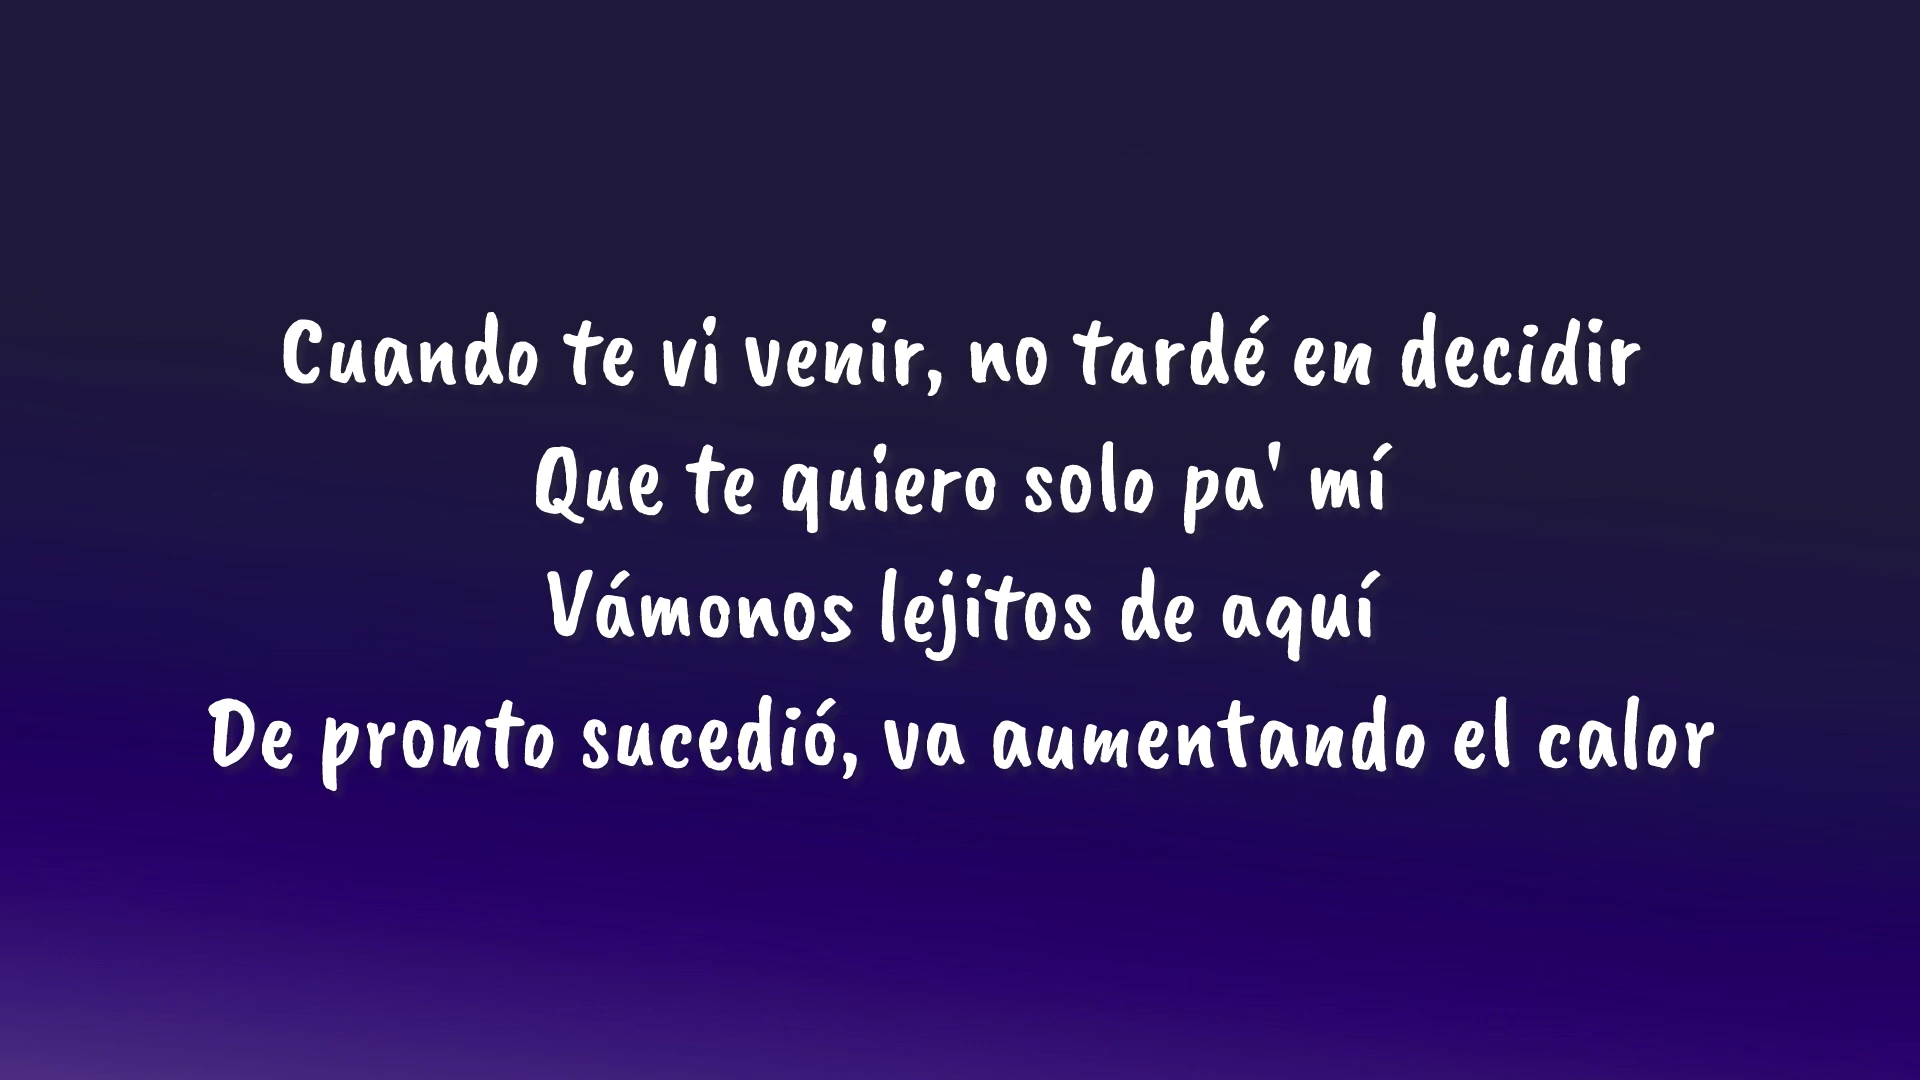 Cuando te vi venir, no tardé en decidir
Que te quiero solo pa' mí
Vámonos lejitos de aquí
De pronto sucedió, va aumentando el calor